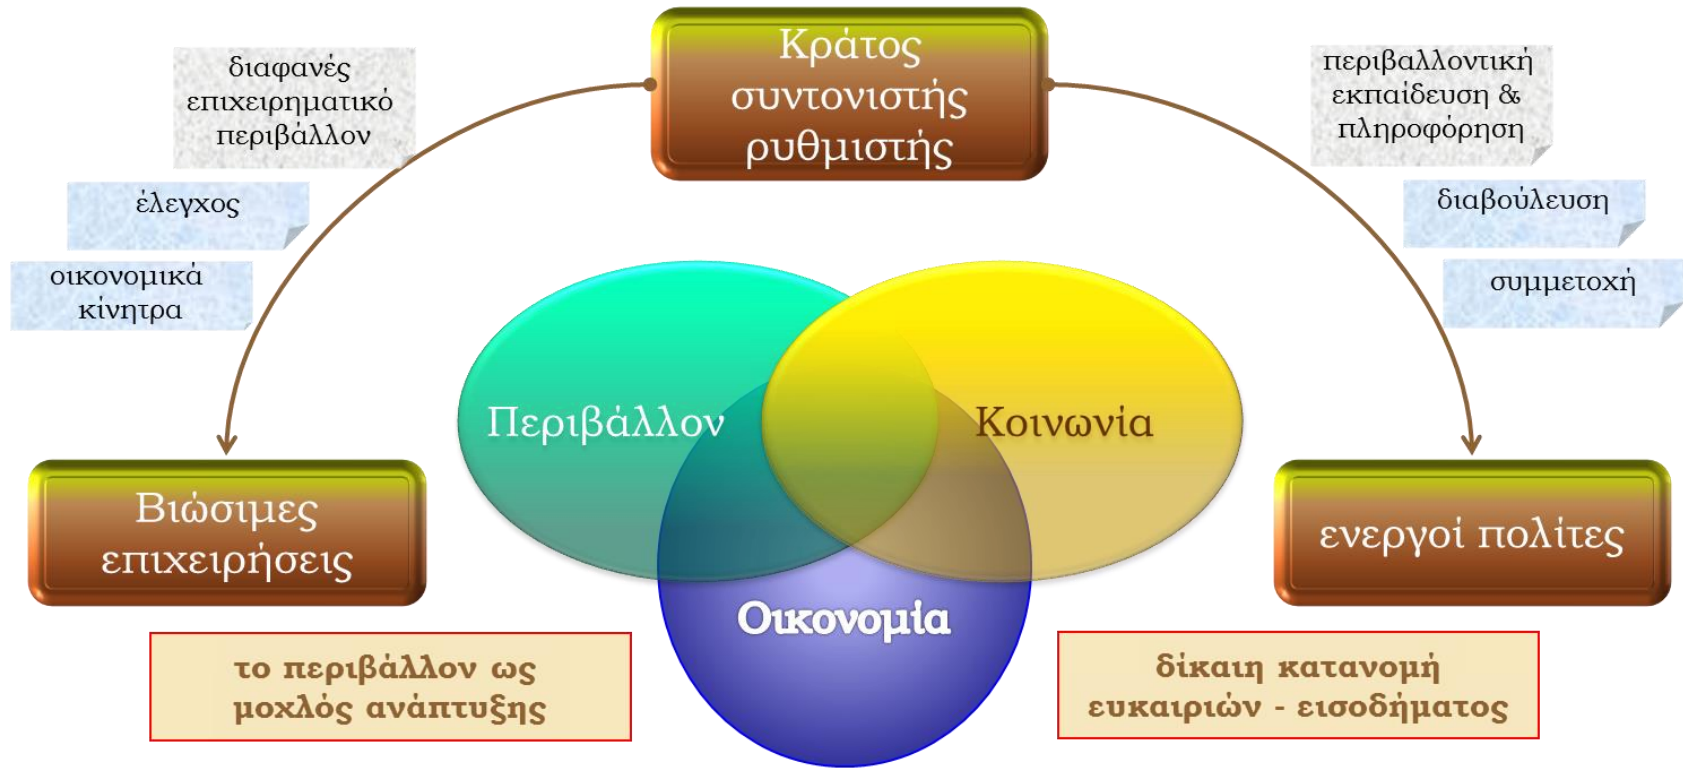 Κράτος
συντονιστής
ρυθμιστής
διαφανές
επιχειρηματικό
περιβάλλον
έλεγχος
οικονομικά
κίνητρα
περιβαλλοντική
εκπαίδευση &
πληροφόρηση
διαβούλευση
συμμετοχή
Περιβάλλον
Κοινωνία
Οικονομία
Βιώσιμες
επιχειρήσεις
ενεργοί πολίτες
το περιβάλλον ως
μοχλός ανάπτυξης
δίκαιη κατανομή
ευκαιριών - εισοδήματος